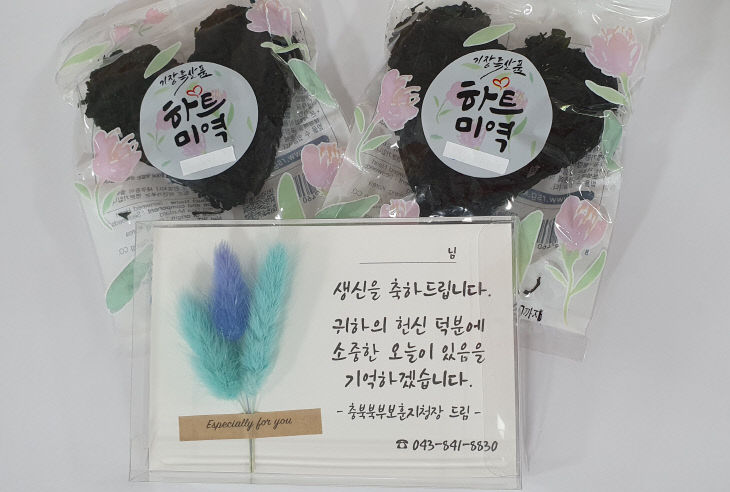 기장특산품
하트
미역
기장특산품
하트
미역
님
생신을 축하드립니다.
귀하의 헌신 덕분에
소중한 오늘이 있음을
기억하겠습니다.
- 충북북부보훈지청장 드림 -
☎ 043-841-8830
Especially for you